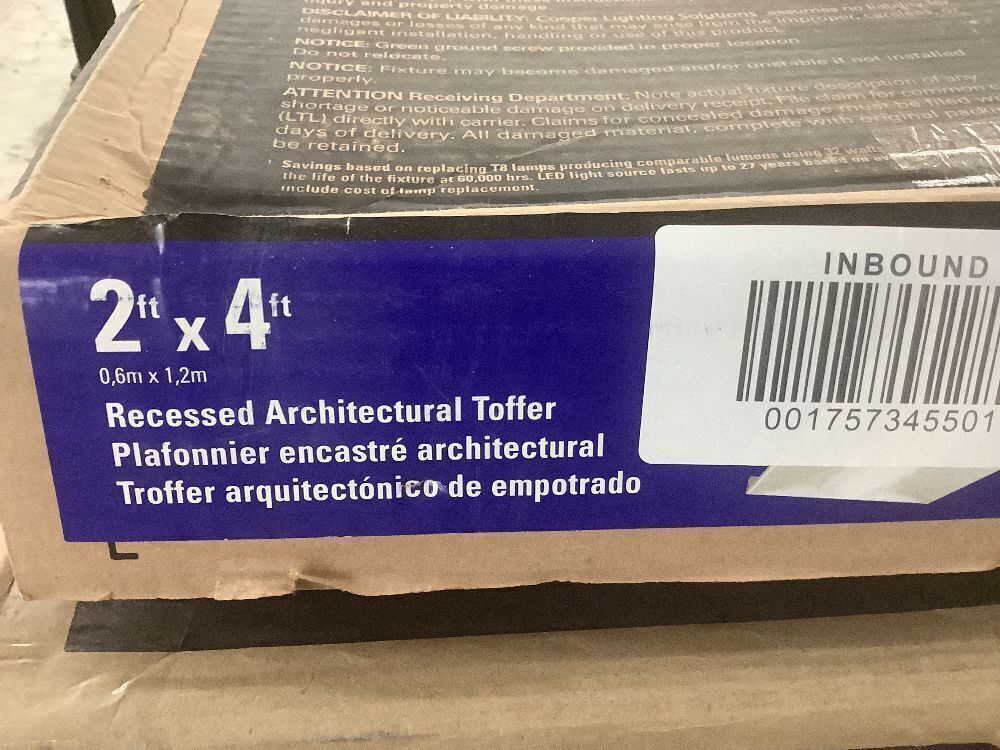 injury and property damage.
DISCLAIMER OF LIABILITY: Cooper Lighting Solutions assumes no liability for
damages or losses of any kind that may arise from the improper, careless, or
negligent installation, handling or use of this product.
NOTICE: Green ground screw provided in proper location.
Do not relocate.
NOTICE: Fixture may become damaged and/or unstable if not installed
properly.
ATTENTION Receiving Department: Note actual fixture description of any
shortage or noticeable damage on delivery receipt. File claim for common
(LTL) directly with carrier. Claims for concealed damage must be filed
days of delivery. All damaged material, complete with original
be retained.
Savings based on replacing T8 lamps producing comparable lumens using 32 watts
the life of the fixture at 60,000 hrs. LED light source lasts up to 27 years based on
include cost of lamp replacement.
2ft x 4ft
0,6m x 1,2m
Recessed Architectural Toffer
Plafonnier encastré architectural
Troffer arquitectónico de empotrado
INBOUND
001757345501